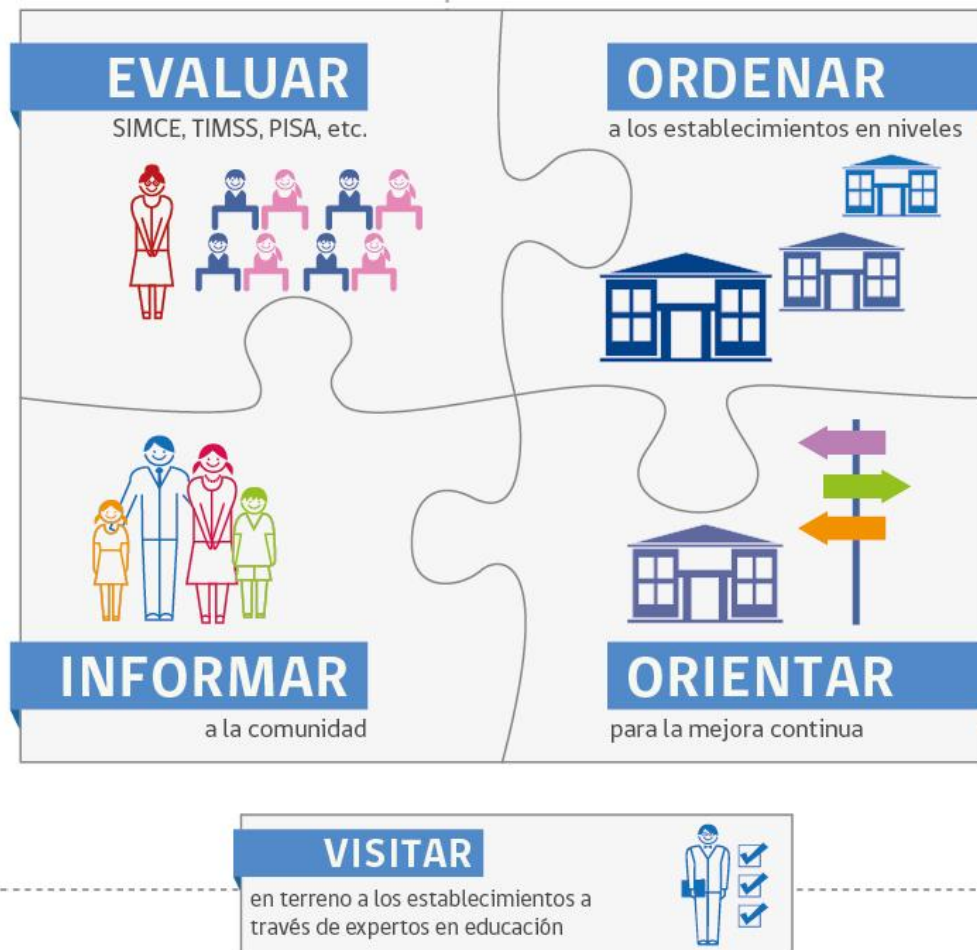 EVALUAR
SIMCE, TIMSS, PISA, etc.
ORDENAR
a los establecimientos en niveles
INFORMAR
a la comunidad
ORIENTAR
para la mejora continua
VISITAR
en terreno a los establecimientos a
través de expertos en educación